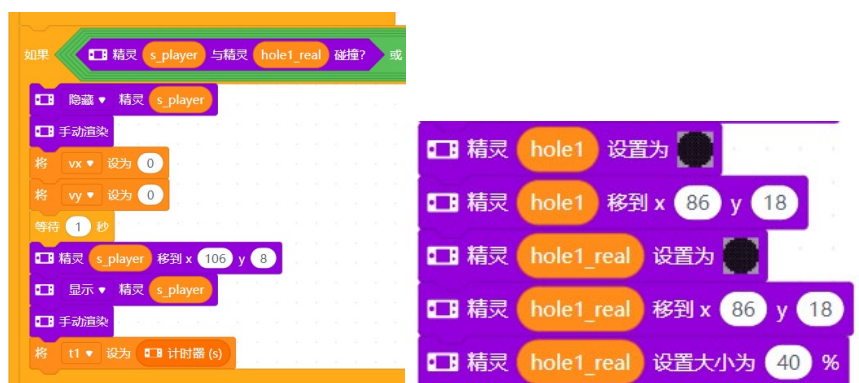 如果 精灵 s_player 与精灵 hole1_real 碰撞? 或
隐藏 精灵 s_player
手动渲染
将 vx 设为 0
将 vy 设为 0
等待 1 秒
精灵 s_player 移到 x 106 y 8
显示 精灵 s_player
手动渲染
将 t1 设为 计时器 (s)
精灵 hole1 设置为
精灵 hole1 移到 x 86 y 18
精灵 hole1_real 设置为
精灵 hole1_real 移到 x 86 y 18
精灵 hole1_real 设置大小为 40 %